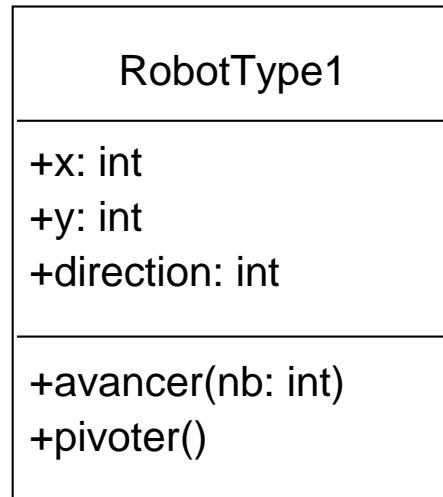 RobotType1
+x: int
+y: int
+direction: int
+avancer(nb: int)
+pivoter()